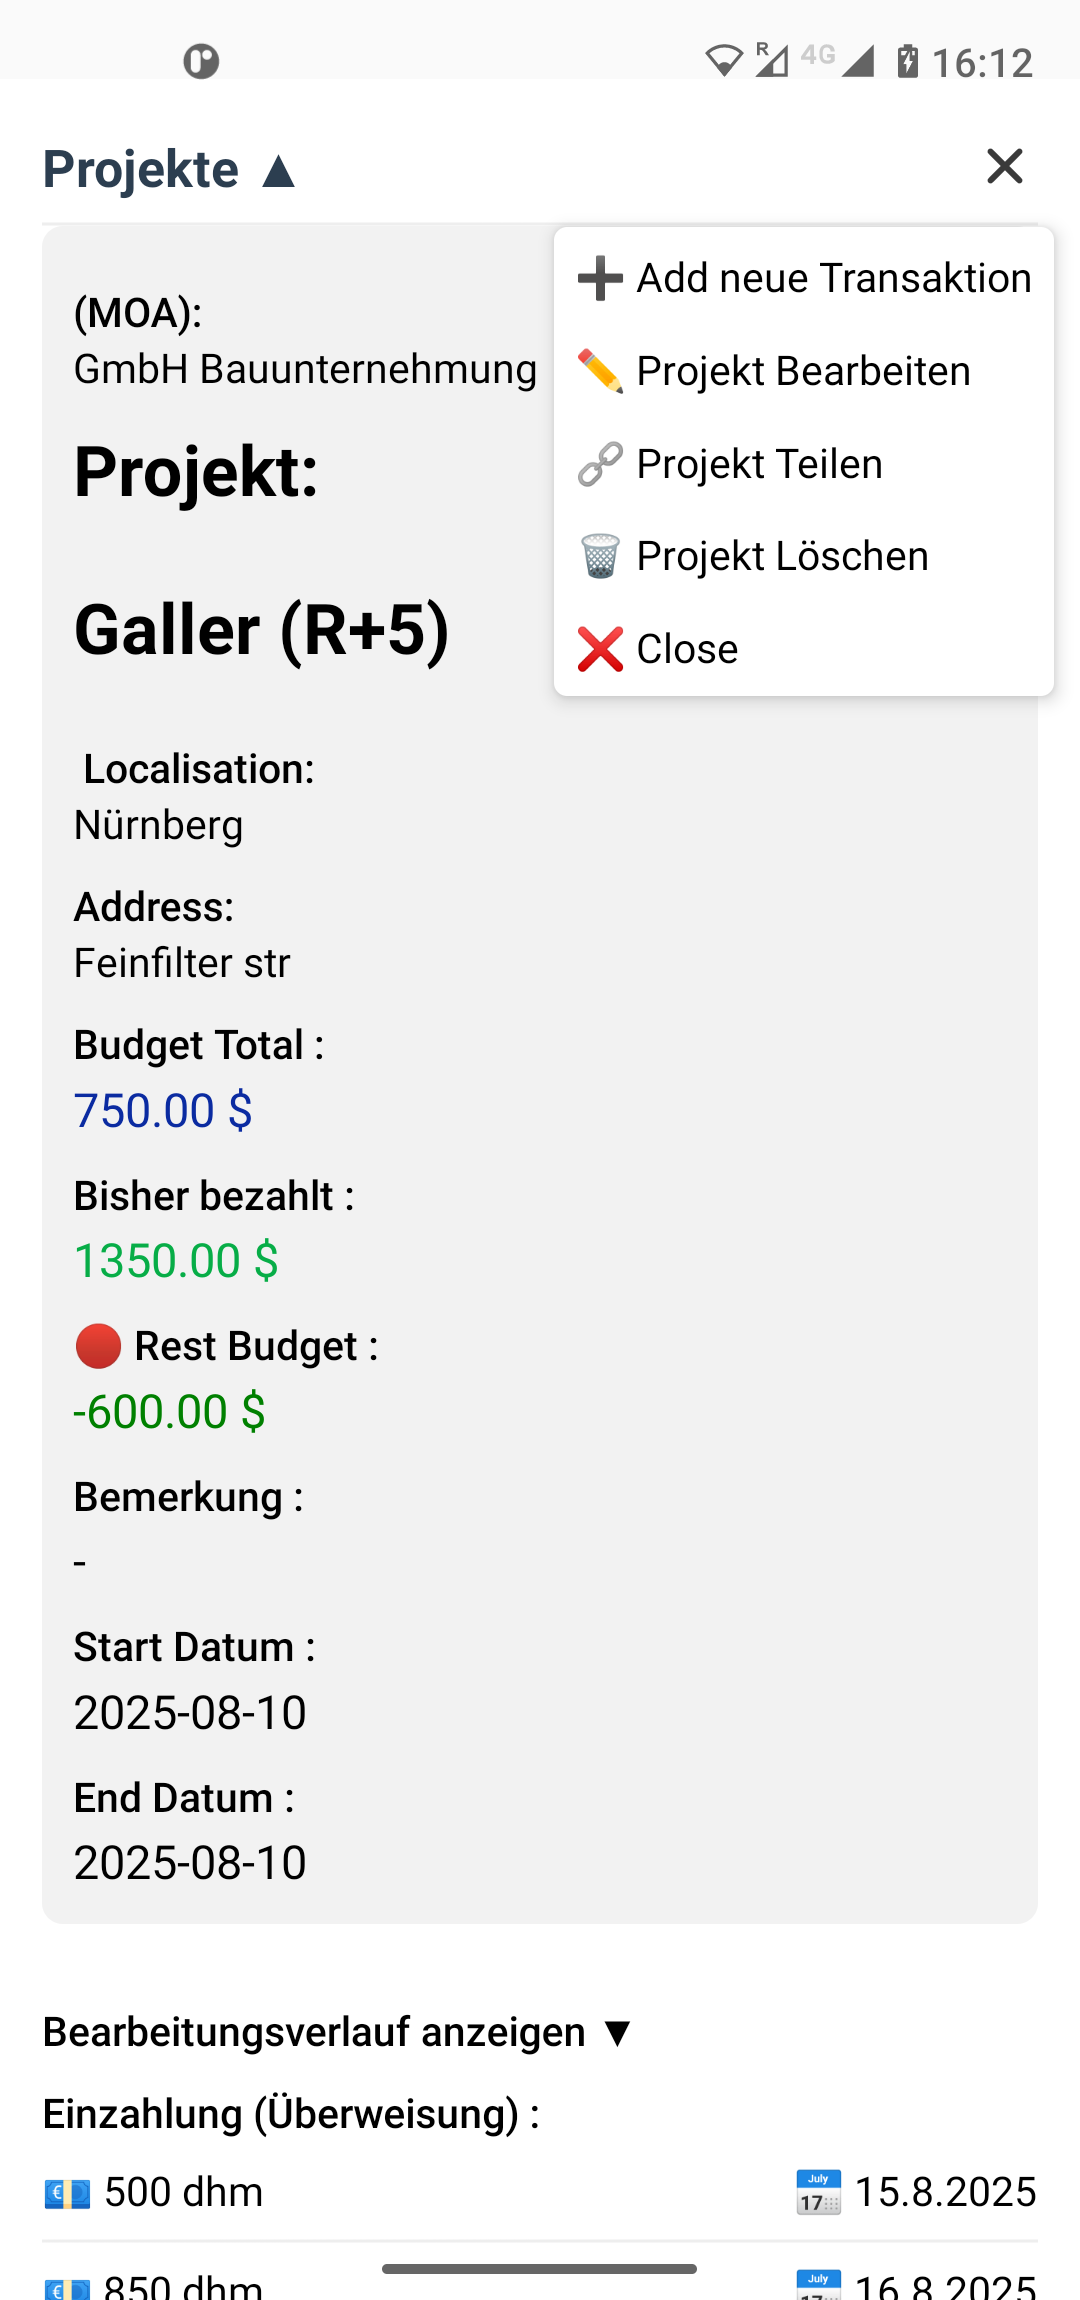 R 4G 16:12
Projekte ▲
(MOA):
GmbH Bauunternehmung
Projekt:
Galler (R+5)
➕ Add neue Transaktion
✏️ Projekt Bearbeiten
🔗 Projekt Teilen
🗑️ Projekt Löschen
❌ Close
Localisation:
Nürnberg
Address:
Feinfilter str
Budget Total :
750.00 $
Bisher bezahlt :
1350.00 $
🔴 Rest Budget :
-600.00 $
Bemerkung :
-
Start Datum :
2025-08-10
End Datum :
2025-08-10
Bearbeitungsverlauf anzeigen ▼
Einzahlung (Überweisung) :
💶 500 dhm 📅 15.8.2025
💶 850 dhm 📅 16.8.2025